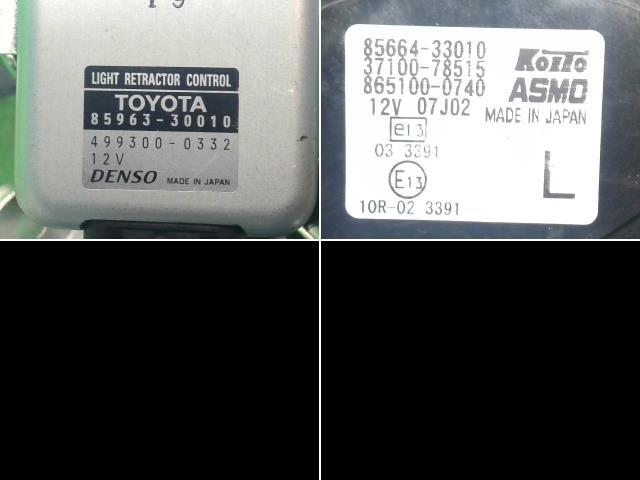 LIGHT RETRACTOR CONTROL
TOYOTA
85963-30010
499300-0332
12V
DENSO MADE IN JAPAN
85664-33010
37100-78515
865100-0740
12V 07J02
KOITO
ASMO
MADE IN JAPAN
e13
03 3391
E13
10R-02 3391
L